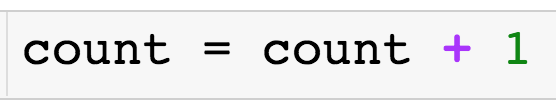 count = count + 1